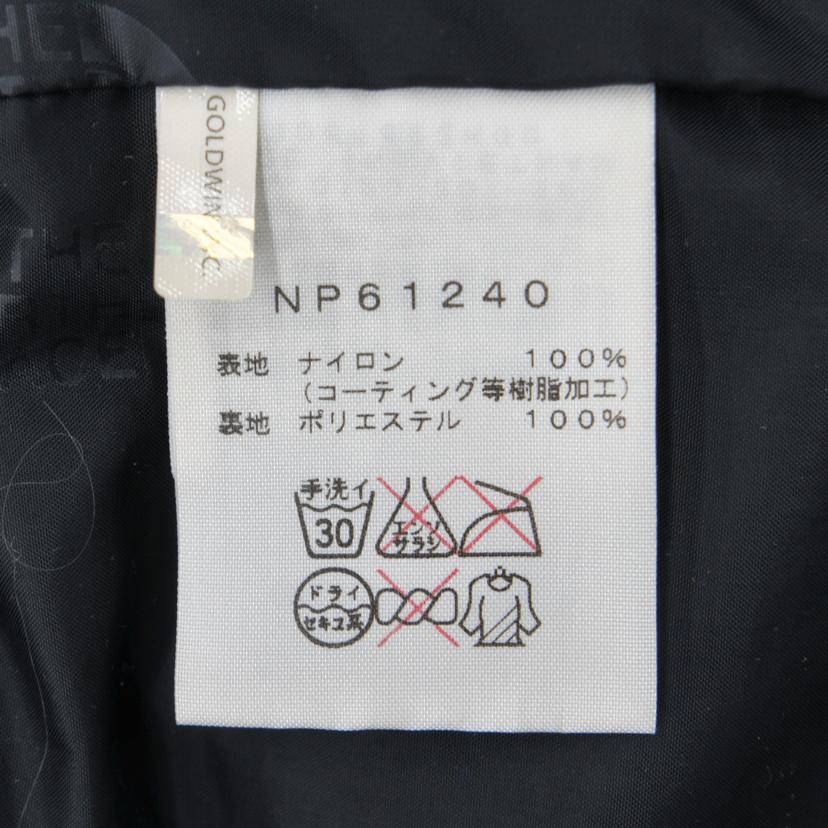 GOLDWIN
NP61240
表地 ナイロン 100%
(コーティング等樹脂加工)
裏地 ポリエステル 100%
手洗イ
30
エンソ
サラシ
ドライ
セキユ系
THE